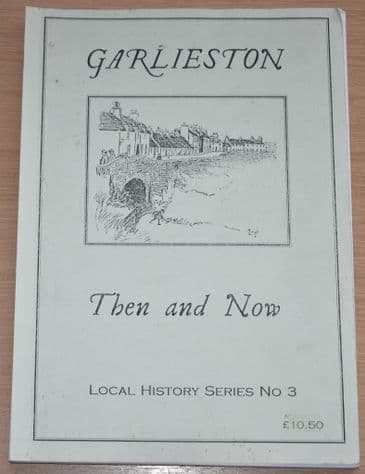 GARLIESTON
Then and Now
LOCAL HISTORY SERIES NO 3
£10.50